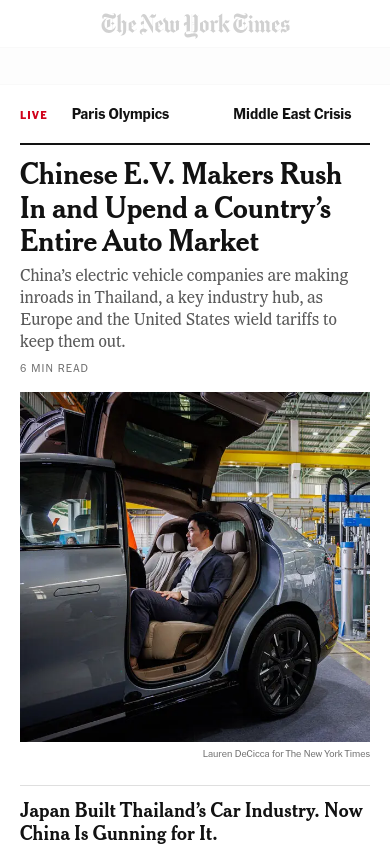 The New York Times
LIVE
Paris Olympics
Middle East Crisis
Chinese E.V. Makers Rush
In and Upend a Country’s
Entire Auto Market
China’s electric vehicle companies are making
inroads in Thailand, a key industry hub, as
Europe and the United States wield tariffs to
keep them out.
6 MIN READ
Lauren DeCicca for The New York Times
Japan Built Thailand’s Car Industry. Now
China Is Gunning for It.